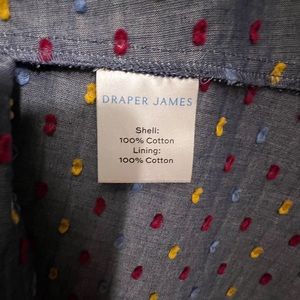 DRAPER JAMES
Shell:
100% Cotton
Lining:
100% Cotton